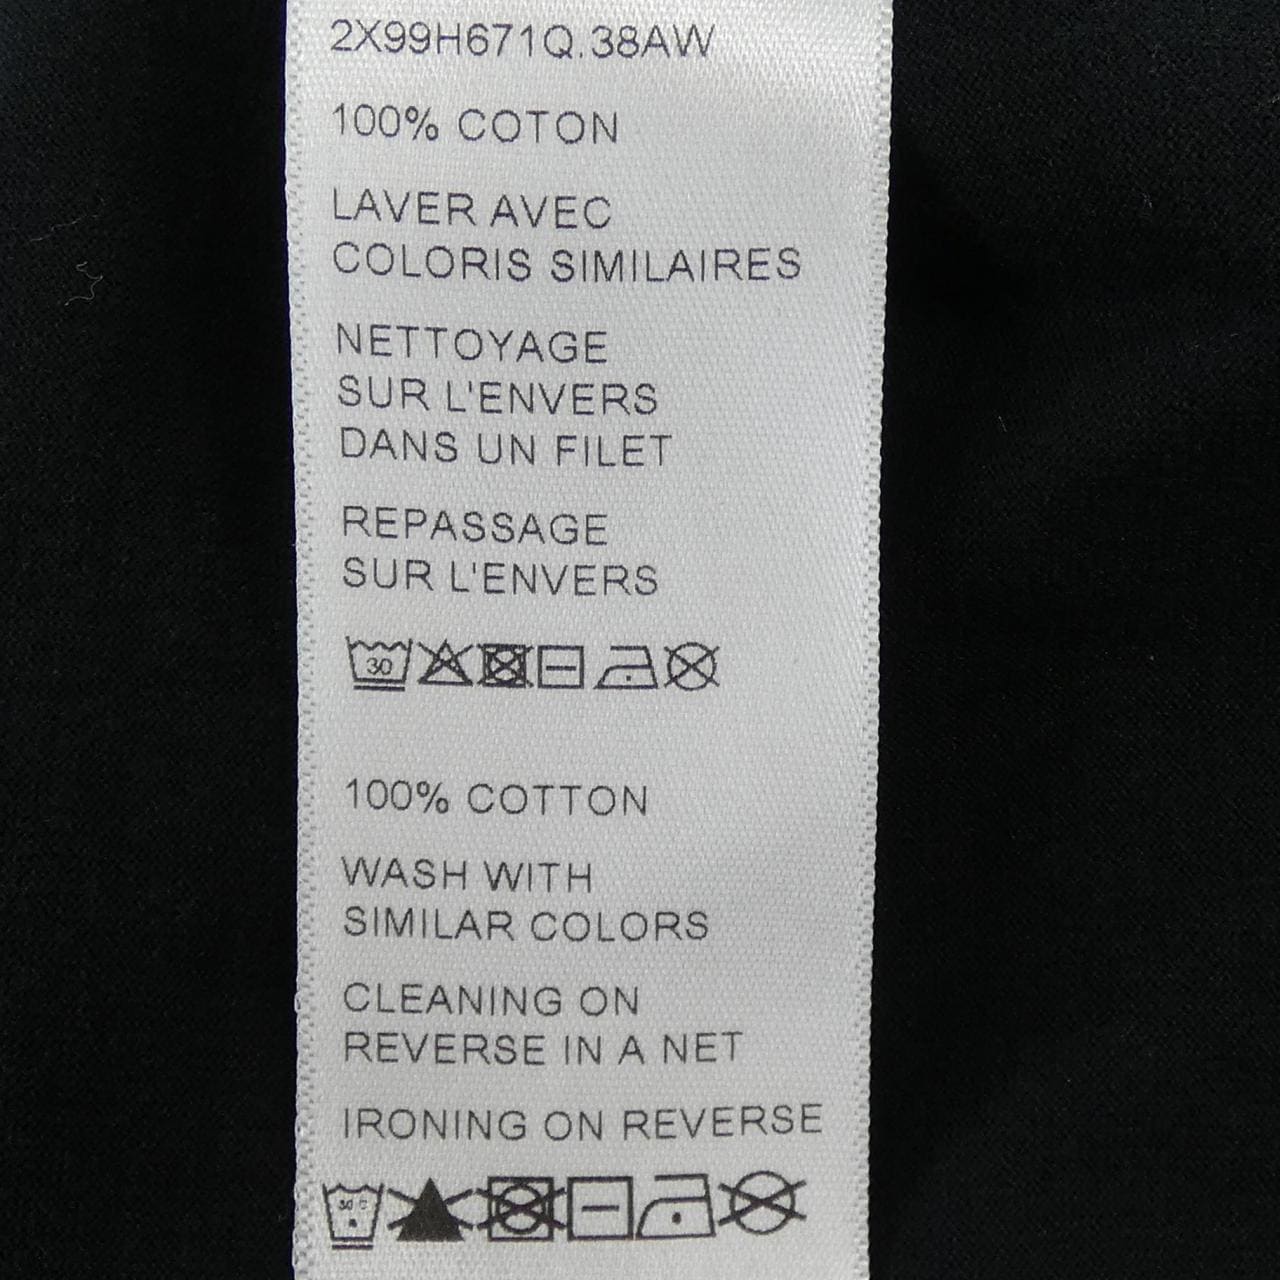 2X99H671Q.38AW
100% COTON
LAVER AVEC
COLORIS SIMILAIRES
NETTOYAGE
SUR L'ENVERS
DANS UN FILET
REPASSAGE
SUR L'ENVERS
30
100% COTTON
WASH WITH
SIMILAR COLORS
CLEANING ON
REVERSE IN A NET
IRONING ON REVERSE
30°C